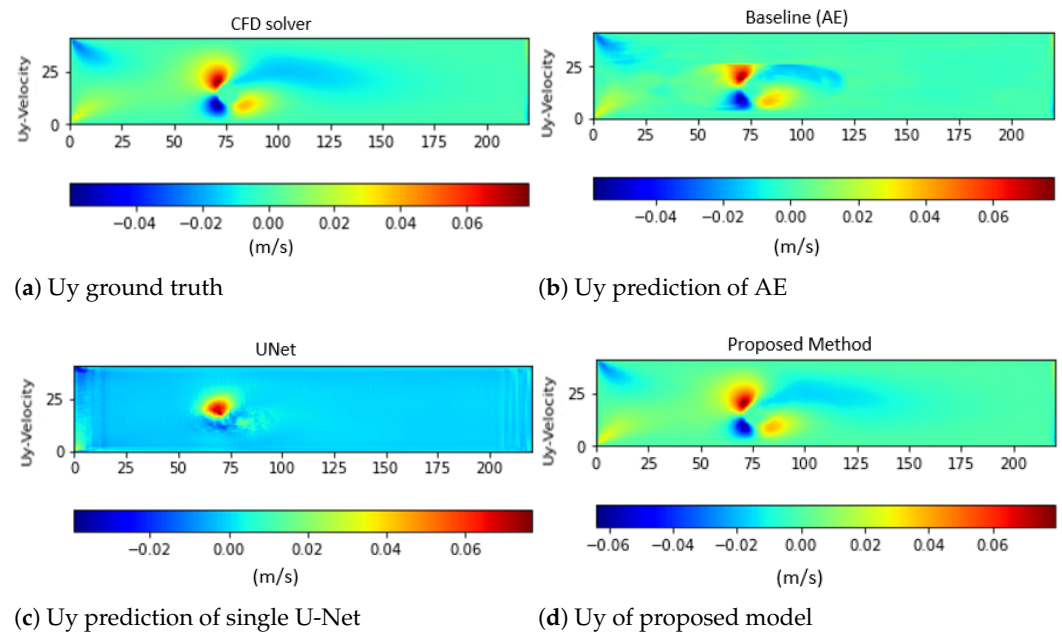 CFD solver
Uy-Velocity
25
0
0 25 50 75 100 125 150 175 200
−0.04 −0.02 0.00 0.02 0.04 0.06
(m/s)
(a) Uy ground truth
Baseline (AE)
Uy-Velocity
25
0
0 25 50 75 100 125 150 175 200
−0.04 −0.02 0.00 0.02 0.04 0.06
(m/s)
(b) Uy prediction of AE
UNet
Uy-Velocity
25
0
0 25 50 75 100 125 150 175 200
−0.02 0.00 0.02 0.04 0.06
(m/s)
(c) Uy prediction of single U-Net
Proposed Method
Uy-Velocity
25
0
0 25 50 75 100 125 150 175 200
−0.06 −0.04 −0.02 0.00 0.02 0.04 0.06
(m/s)
(d) Uy of proposed model